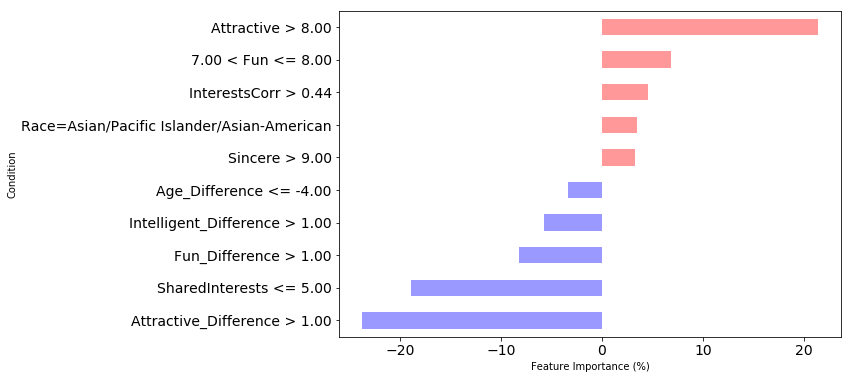 Attractive > 8.00
7.00 < Fun <= 8.00
InterestsCorr > 0.44
Race=Asian/Pacific Islander/Asian-American
Sincere > 9.00
Age_Difference <= -4.00
Intelligent_Difference > 1.00
Fun_Difference > 1.00
SharedInterests <= 5.00
Attractive_Difference > 1.00
Condition
−20 −10 0 10 20
Feature Importance (%)